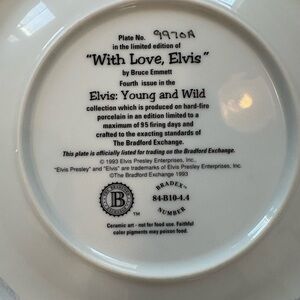 Plate No. 9970A
in the limited edition of
"With Love, Elvis"
by Bruce Emmett
Fourth issue in the
Elvis: Young and Wild
collection which is produced on hard-fire
porcelain in an edition limited to a
maximum of 95 firing days and
crafted to the exacting standards of
The Bradford Exchange.
This plate is officially listed for trading on the Bradford Exchange.
© 1993 Elvis Presley Enterprises, Inc.
"Elvis Presley" and "Elvis" are trademarks of Elvis Presley Enterprises, Inc.
©The Bradford Exchange 1993
B
TM
BRADEX
84-B10-4.4
NUMBER
Ceramic art - not for food use. Faithful
color pigments may poison food.